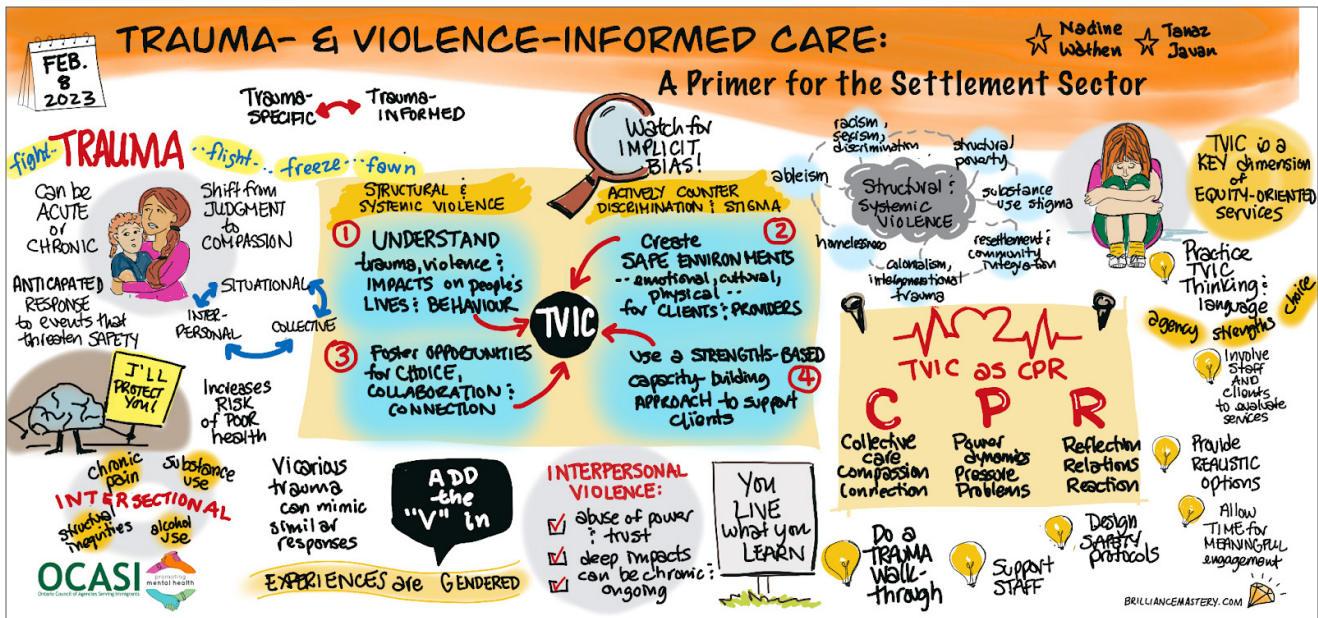 FEB.
8
2023
TRAUMA- & VIOLENCE-INFORMED CARE:
A Primer for the Settlement Sector
Nadine
Wathen
Tanaz
Javan
Trauma-
SPECIFIC
Trauma-
INFORMED
fight
TRAUMA
flight
freeze
fawn
Can be
ACUTE
or
CHRONIC
Shift from
JUDGMENT
to
COMPASSION
ANTICIPATED
RESPONSE
to events that
threaten SAFETY
SITUATIONAL
INTER-
PERSONAL
COLLECTIVE
I'LL
PROTECT
YOU!
Increases
RISK
of POOR
health
chronic
pain
substance
use
INTERSECTIONAL
structural
inequities
alcohol
use
OCASI
Ontario Council of Agencies Serving Immigrants
promoting
mental health
Vicarious
trauma
can mimic
similar
responses
ADD
the
"V" in
EXPERIENCES are GENDERED
Watch for
IMPLICIT
BIAS!
STRUCTURAL &
SYSTEMIC VIOLENCE
ACTIVELY COUNTER
DISCRIMINATION & STIGMA
1
UNDERSTAND
trauma, violence &
IMPACTS on people's
LIVES & BEHAVIOUR
2
Create
SAFE ENVIRONMENTS
-- emotional, cultural,
physical --
for CLIENTS & PROVIDERS
TVIC
3
Foster OPPORTUNITIES
for CHOICE,
COLLABORATION &
CONNECTION
use a STRENGTHS-BASED
capacity-building
4
APPROACH to support
clients
INTERPERSONAL
VIOLENCE:
abuse of power
& trust
deep impacts
can be chronic &
ongoing
YOU
LIVE
what you
LEARN
racism,
sexism,
discrimination
structural
poverty
ableism
Structural &
Systemic
VIOLENCE
substance
use stigma
homelessness
resettlement &
community
integration
colonialism,
intergenerational
trauma
TVIC is a
KEY dimension
of
EQUITY-ORIENTED
services
TVIC as CPR
C
P
R
Collective
care
Compassion
Connection
Power
dynamics
Pressure
Problems
Reflection
Relations
Reaction
Practice
TVIC
Thinking &
language
agency
strengths
choice
Involve
staff
AND
clients
to evaluate
services
Provide
REALISTIC
options
Allow
TIME for
MEANINGFUL
engagement
Do a
TRAUMA
walk-
through
Support
STAFF
Design
SAFETY
protocols
BRILLIANCEMASTERY.COM